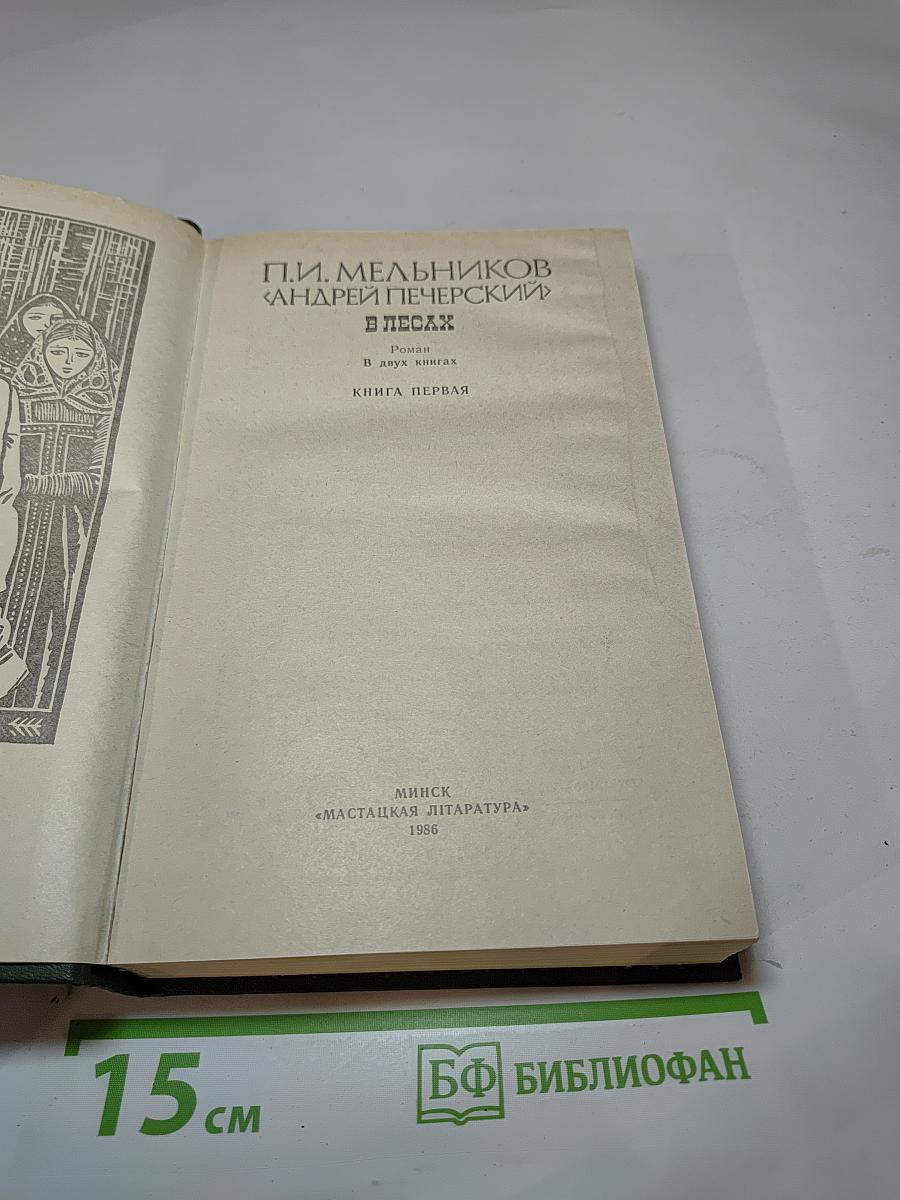 П.И. МЕЛЬНИКОВ
‹АНДРЕЙ ПЕЧЕРСКИЙ›
В ЛЕСАХ
Роман
В двух книгах
КНИГА ПЕРВАЯ
МИНСК
«МАСТАЦКАЯ ЛІТАРАТУРА»
1986
15 см
БФ БИБЛИОФАН